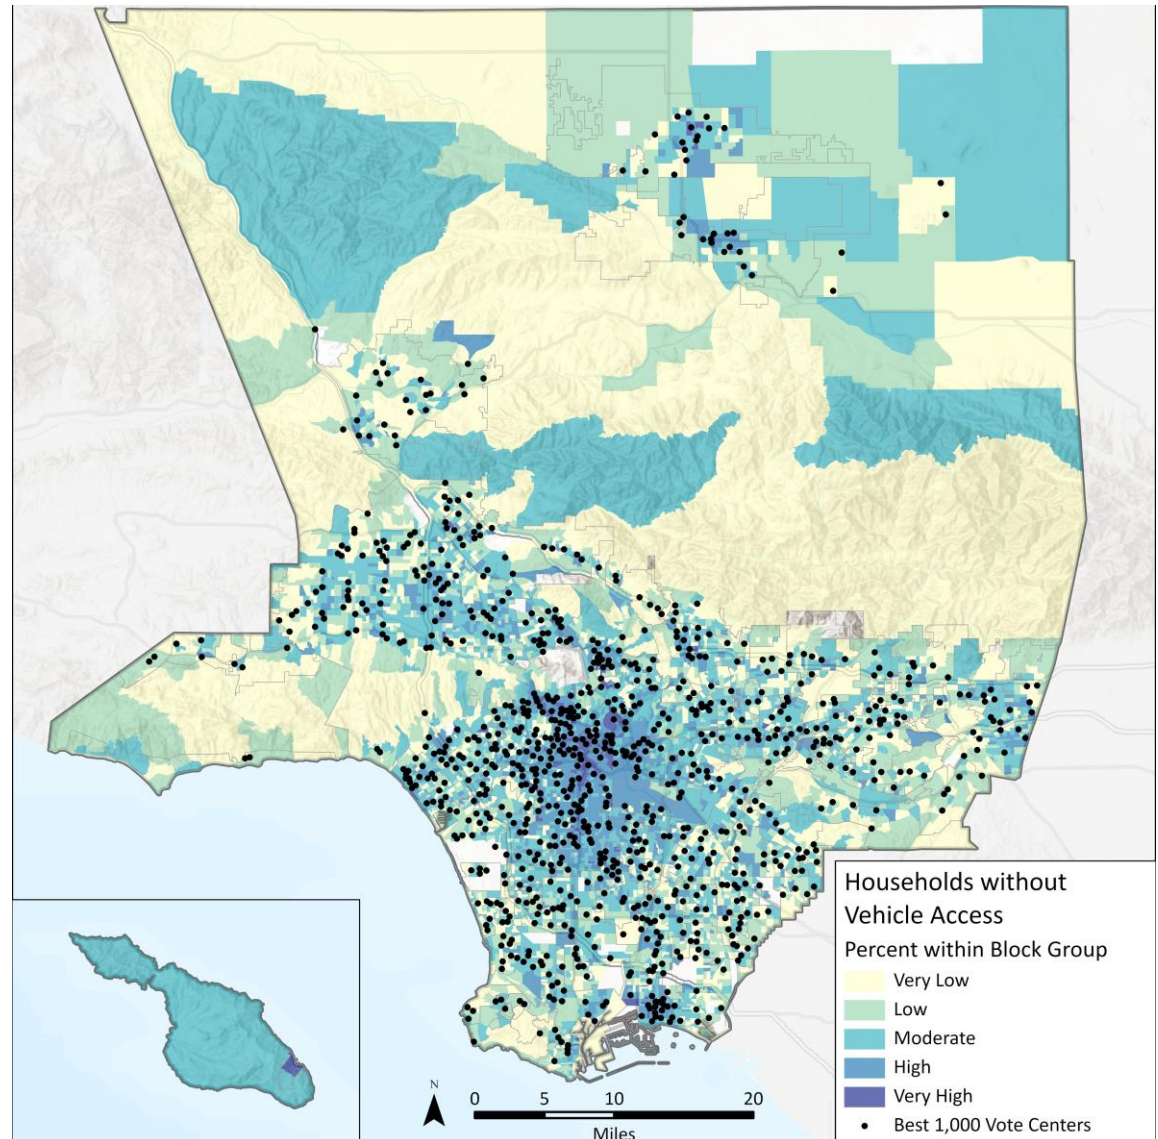 Households without
Vehicle Access
Percent within Block Group
Very Low
Low
Moderate
High
Very High
Best 1,000 Vote Centers
N
0 5 10 20
Miles